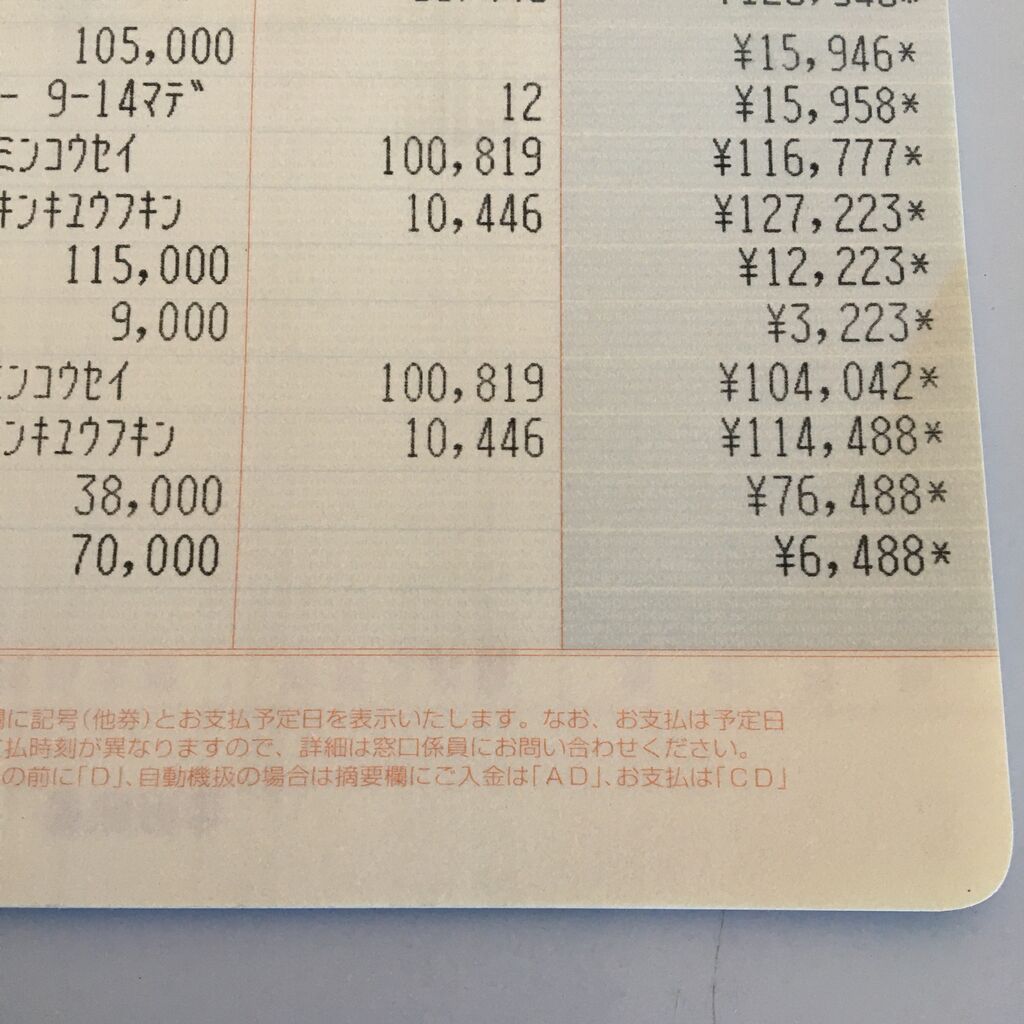 105,000 ¥15,946*
- 9-14マデ 12 ¥15,958*
ミンコウセイ 100,819 ¥116,777*
キンキユウフキン 10,446 ¥127,223*
115,000 ¥12,223*
9,000 ¥3,223*
ミンコウセイ 100,819 ¥104,042*
ンキユウフキン 10,446 ¥114,488*
38,000 ¥76,488*
70,000 ¥6,488*
に記号(他券)とお支払予定日を表示いたします。なお、お支払は予定日
払時刻が異なりますので、詳細は窓口係員にお問い合わせください。
の前に「D」、自動機扱の場合は摘要欄にご入金は「AD」、お支払は「CD」